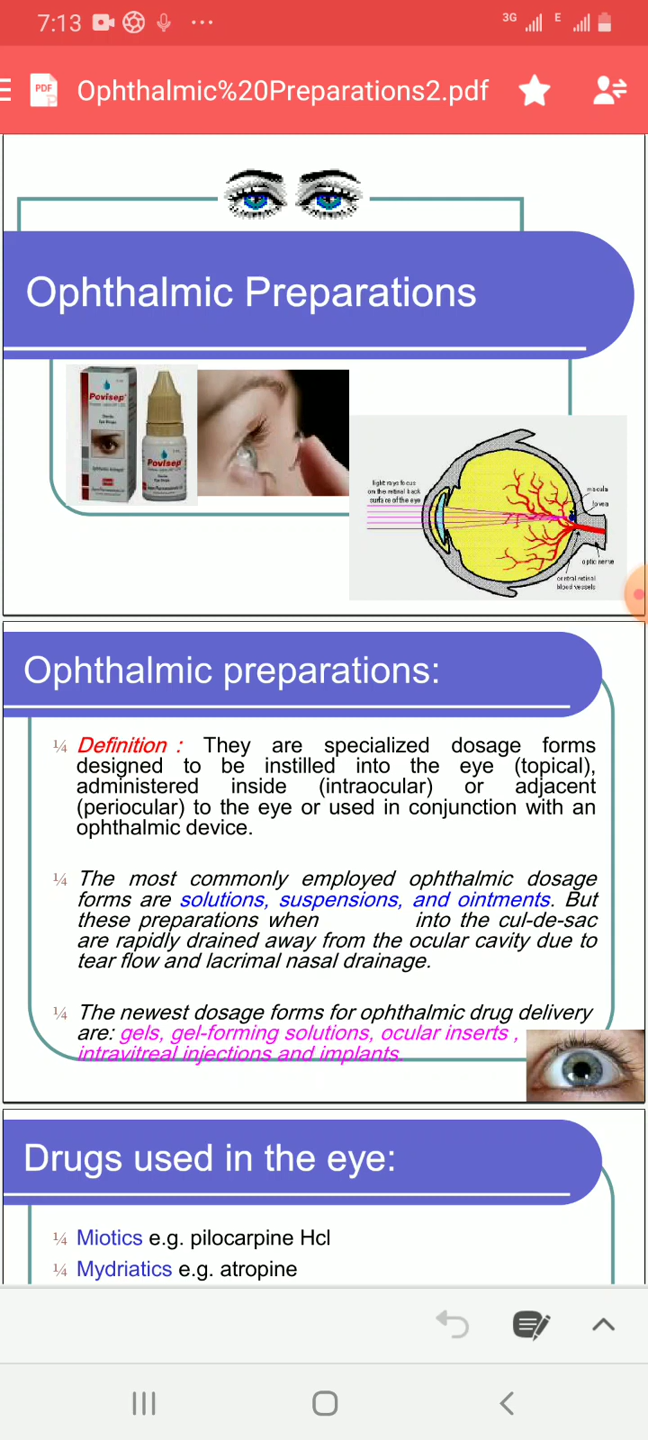 7:13
3G
E
PDF
Ophthalmic%20Preparations2.pdf
Ophthalmic Preparations
Povisep
Povisep
light rays focus
on the retinal back
surface of the eye
macula
fovea
optic nerve
central retinal
blood vessels
Ophthalmic preparations:
¼ Definition : They are specialized dosage forms
designed to be instilled into the eye (topical),
administered inside (intraocular) or adjacent
(periocular) to the eye or used in conjunction with an
ophthalmic device.
¼ The most commonly employed ophthalmic dosage
forms are solutions, suspensions, and ointments. But
these preparations when into the cul-de-sac
are rapidly drained away from the ocular cavity due to
tear flow and lacrimal nasal drainage.
¼ The newest dosage forms for ophthalmic drug delivery
are: gels, gel-forming solutions, ocular inserts ,
intravitreal injections and implants.
Drugs used in the eye:
¼ Miotics e.g. pilocarpine Hcl
¼ Mydriatics e.g. atropine